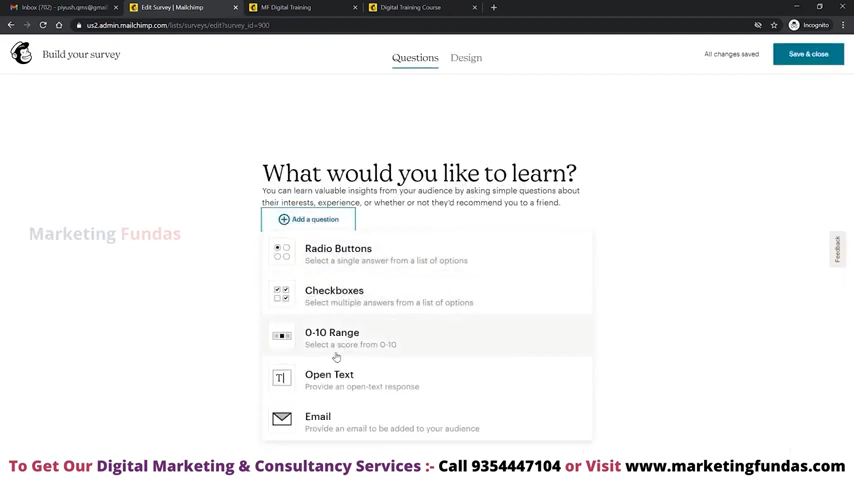 Inbox (702) - piyush.qms@gmail
Edit Survey | Mailchimp
MF Digital Training
Digital Training Course
us2.admin.mailchimp.com/lists/surveys/edit?survey_id=900
Incognito
Build your survey
Questions
Design
All changes saved
Save & close
What would you like to learn?
You can learn valuable insights from your audience by asking simple questions about
their interests, experience, or whether or not they'd recommend you to a friend.
Add a question
Marketing Fundas
Feedback
Radio Buttons
Select a single answer from a list of options
Checkboxes
Select multiple answers from a list of options
0-10 Range
Select a score from 0-10
Open Text
Provide an open-text response
Email
Provide an email to be added to your audience
To Get Our Digital Marketing & Consultancy Services :- Call 9354447104 or Visit www.marketingfundas.com